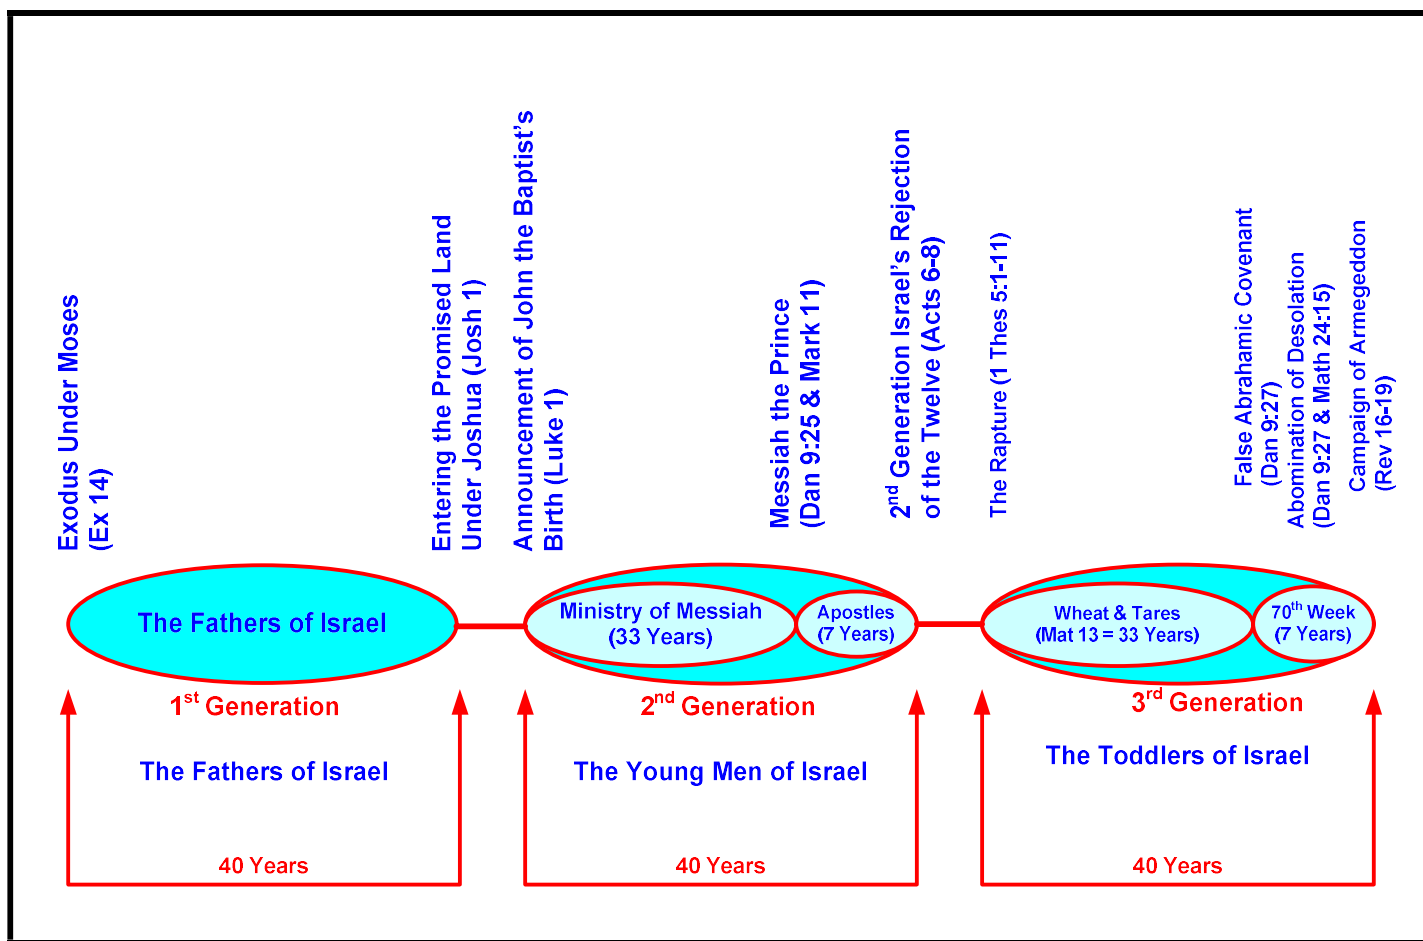 Exodus Under Moses
(Ex 14)
Entering the Promised Land
Under Joshua (Josh 1)
Announcement of John the Baptist's
Birth (Luke 1)
Messiah the Prince
(Dan 9:25 & Mark 11)
2nd Generation Israel's Rejection
of the Twelve (Acts 6-8)
The Rapture (1 Thes 5:1-11)
False Abrahamic Covenant
(Dan 9:27)
Abomination of Desolation
(Dan 9:27 & Math 24:15)
Campaign of Armegeddon
(Rev 16-19)
The Fathers of Israel
Ministry of Messiah
(33 Years)
Apostles
(7 Years)
Wheat & Tares
(Mat 13 = 33 Years)
70th Week
(7 Years)
1st Generation
2nd Generation
3rd Generation
The Fathers of Israel
The Young Men of Israel
The Toddlers of Israel
40 Years
40 Years
40 Years